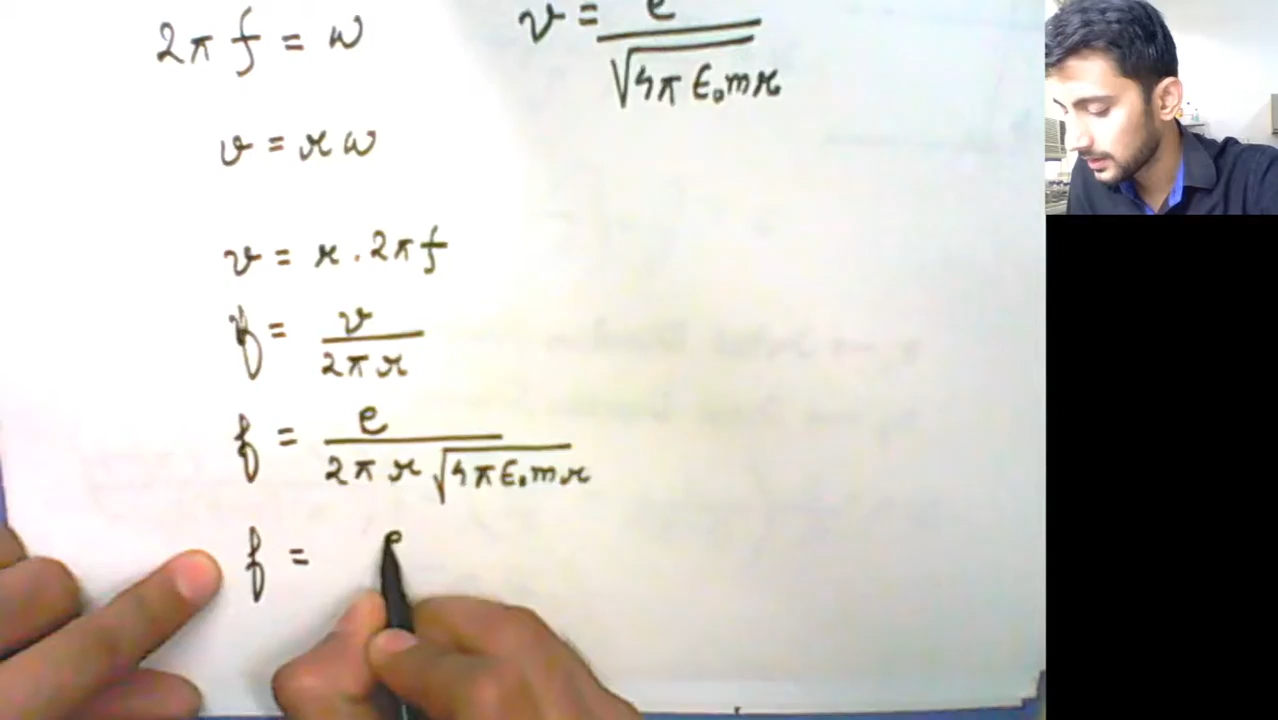 2π f = ω
v = e / √4π ε₀ m r
v = r ω
v = r . 2π f
f = v / 2π r
f = e / 2π r √4π ε₀ m r
f = e